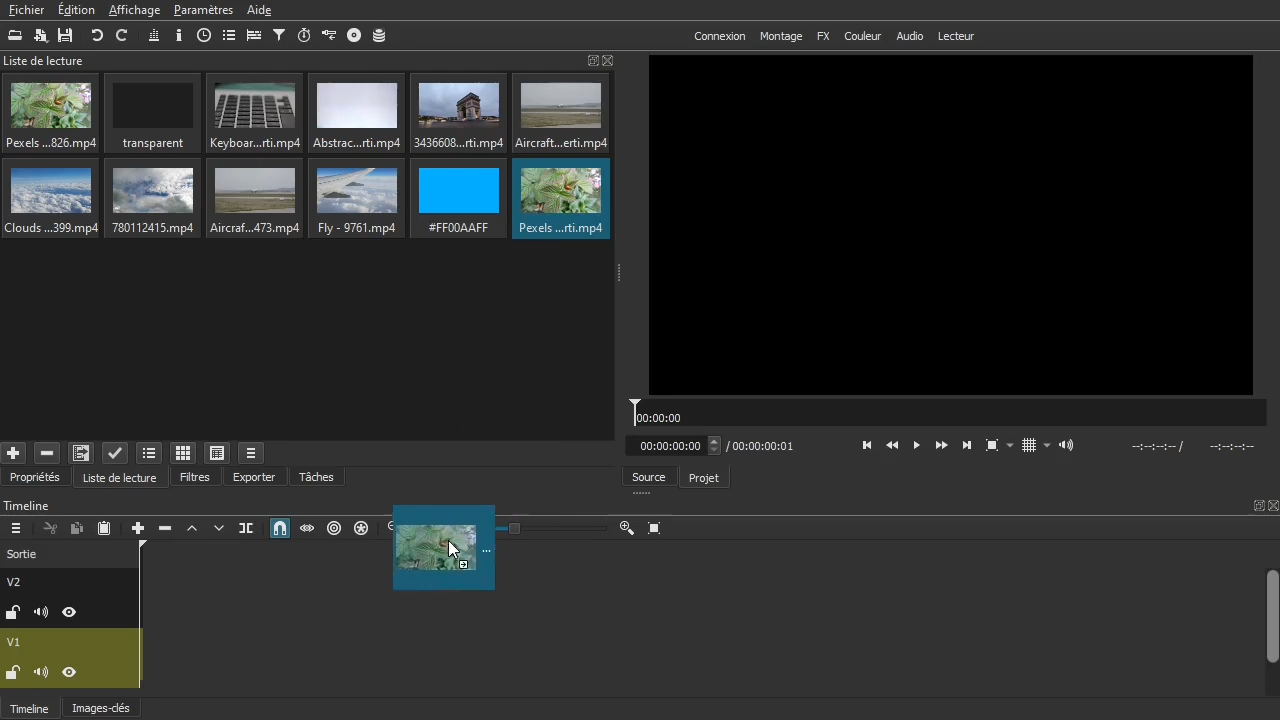 Fichier Édition Affichage Paramètres Aide
Connexion Montage FX Couleur Audio Lecteur
Liste de lecture
Pexels ...826.mp4 transparent Keyboar...rti.mp4 Abstrac...rti.mp4 3436608...rti.mp4 Aircraft...erti.mp4
Clouds ...399.mp4 780112415.mp4 Aircraf...473.mp4 Fly - 9761.mp4 #FF00AAFF Pexels ...rti.mp4
00:00:00
00:00:00:00 / 00:00:00:01 --:--:--:-- / --:--:--:--
Propriétés Liste de lecture Filtres Exporter Tâches
Source Projet
Timeline
...
Sortie
V2
V1
Timeline Images-clés